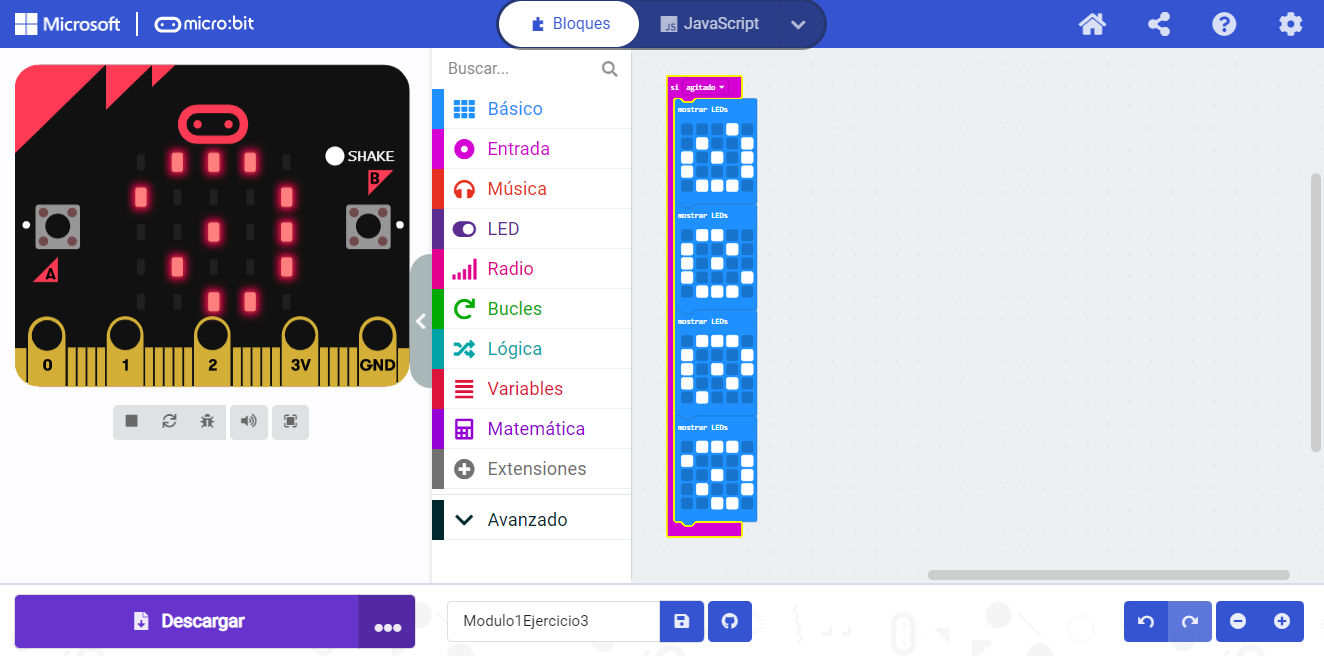 Microsoft
micro:bit
Bloques
JS JavaScript
SHAKE
B
A
0 1 2 3V GND
Buscar...
Básico
Entrada
Música
LED
Radio
Bucles
Lógica
Variables
Matemática
Extensiones
Avanzado
si agitado
mostrar LEDs
mostrar LEDs
mostrar LEDs
mostrar LEDs
Descargar
Modulo1Ejercicio3